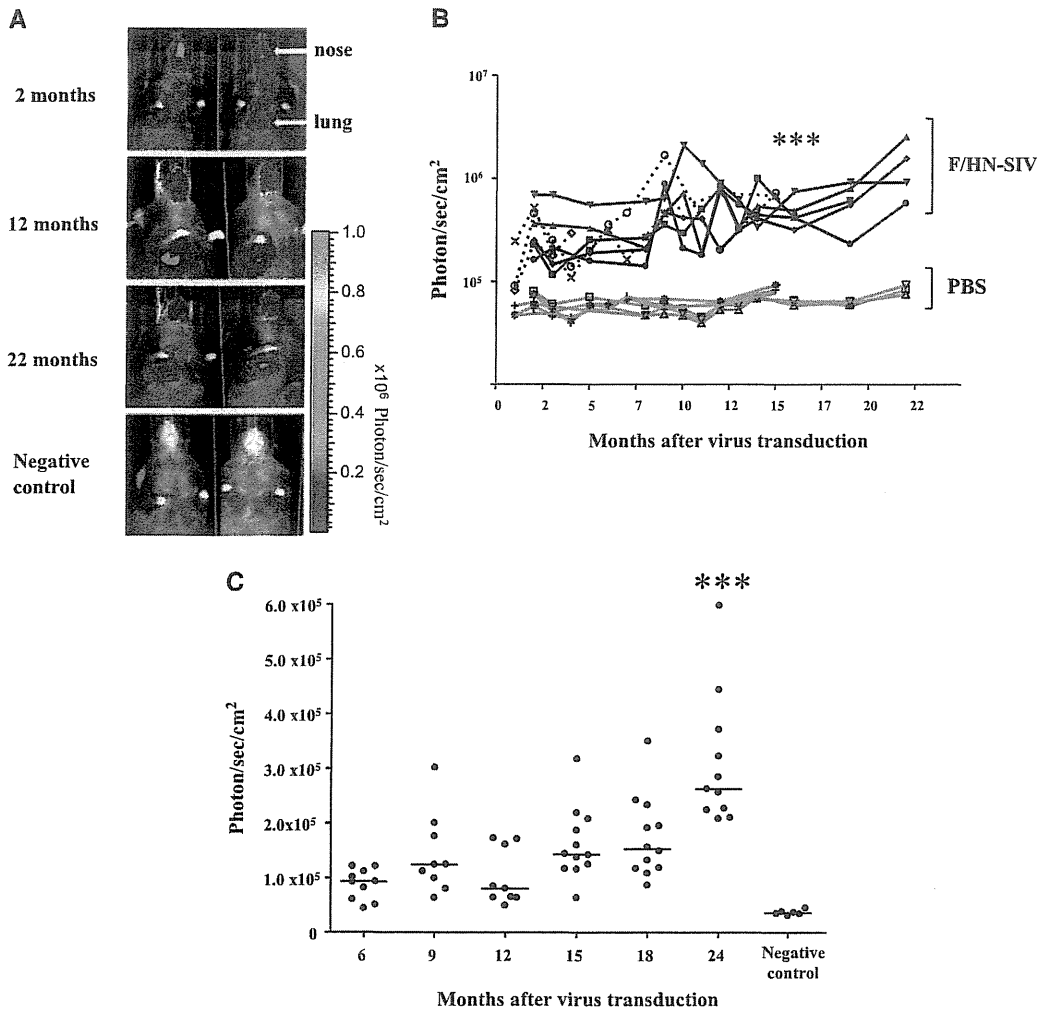 A
nose
2 months
lung
12 months
22 months
Negative
control
1.0
0.8
0.6
0.4
0.2
x10⁶ Photon/sec/cm²
B
10⁷
10⁶
10⁵
Photon/sec/cm²
***
F/HN-SIV
PBS
0 2 5 7 10 12 15 17 20 22
Months after virus transduction
C
***
6.0 x10⁵
5.0 x10⁵
4.0 x10⁵
3.0 x10⁵
2.0x10⁵
1.0 x10⁵
0
Photon/sec/cm²
6 9 12 15 18 24 Negative
control
Months after virus transduction